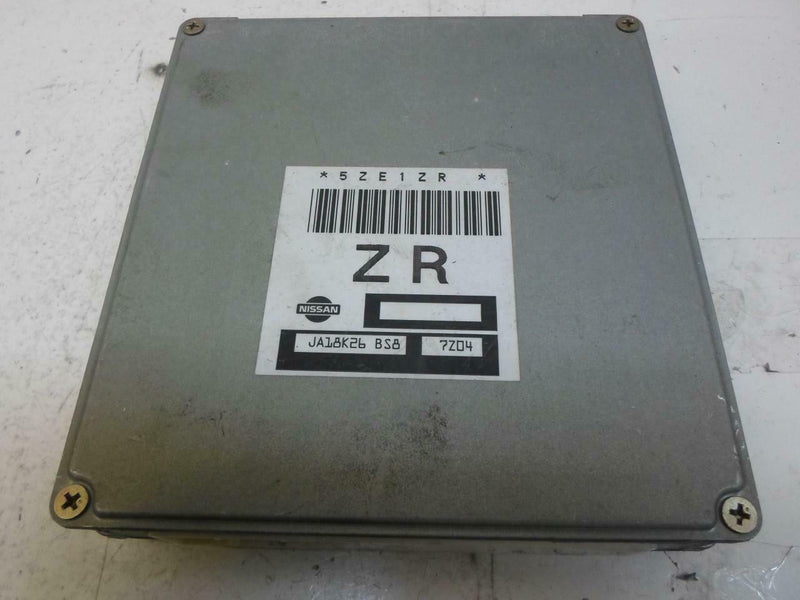 *5ZE1ZR*
ZR
NISSAN
JA18K26 BS8 7Z04